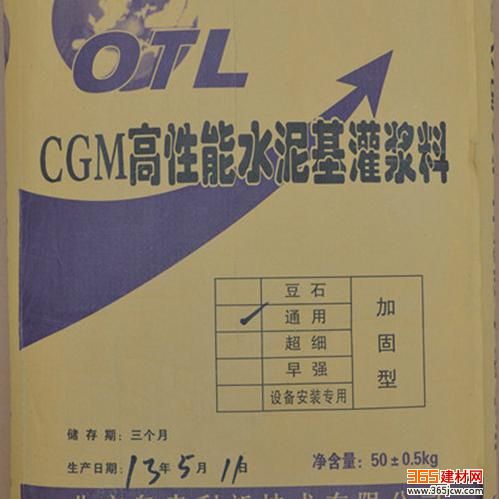 OTL
CGM高性能水泥基灌浆料
豆石
通用
超细
早强
设备安装专用
加固型
储存期：三个月
净含量：50±0.5kg
生产日期：13年5月11日
365建材网
www.365jcw.com